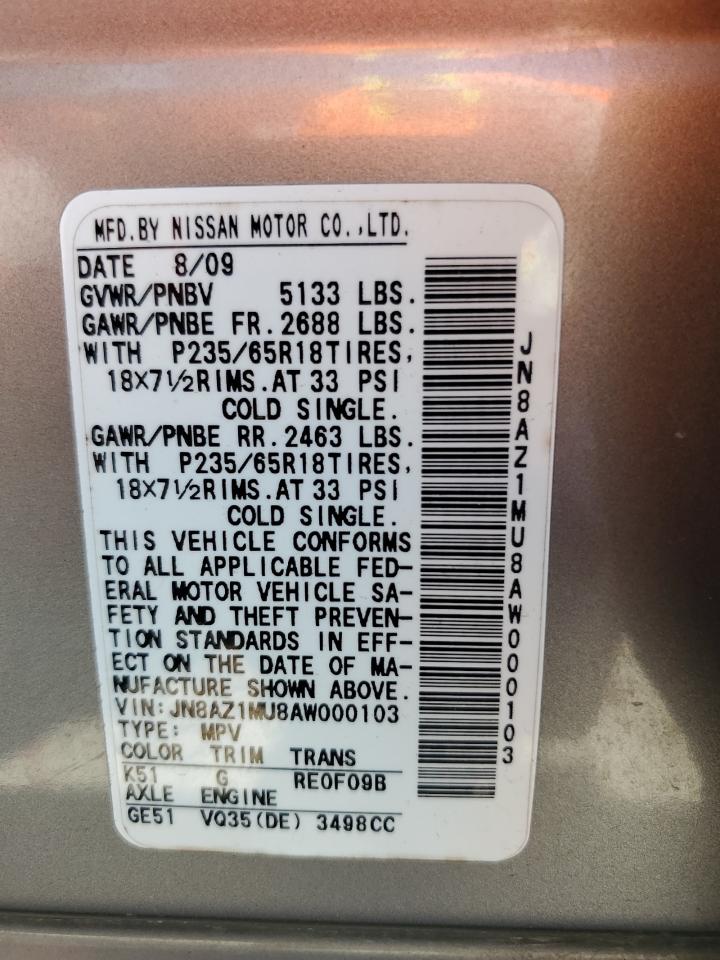 MFD.BY NISSAN MOTOR CO.,LTD.
DATE 8/09
GVWR/PNBV 5133 LBS.
GAWR/PNBE FR.2688 LBS.
WITH P235/65R18TIRES,
18X7½RIMS.AT 33 PSI
COLD SINGLE.
GAWR/PNBE RR.2463 LBS.
WITH P235/65R18TIRES,
18X7½RIMS.AT 33 PSI
COLD SINGLE.
THIS VEHICLE CONFORMS
TO ALL APPLICABLE FED-
ERAL MOTOR VEHICLE SA-
FETY AND THEFT PREVEN-
TION STANDARDS IN EFF-
ECT ON THE DATE OF MA-
NUFACTURE SHOWN ABOVE.
VIN:JN8AZ1MU8AW000103
TYPE: MPV
COLOR TRIM TRANS
K51 G RE0F09B
AXLE ENGINE
GE51 VQ35(DE) 3498CC
JN8AZ1MU8AW000103